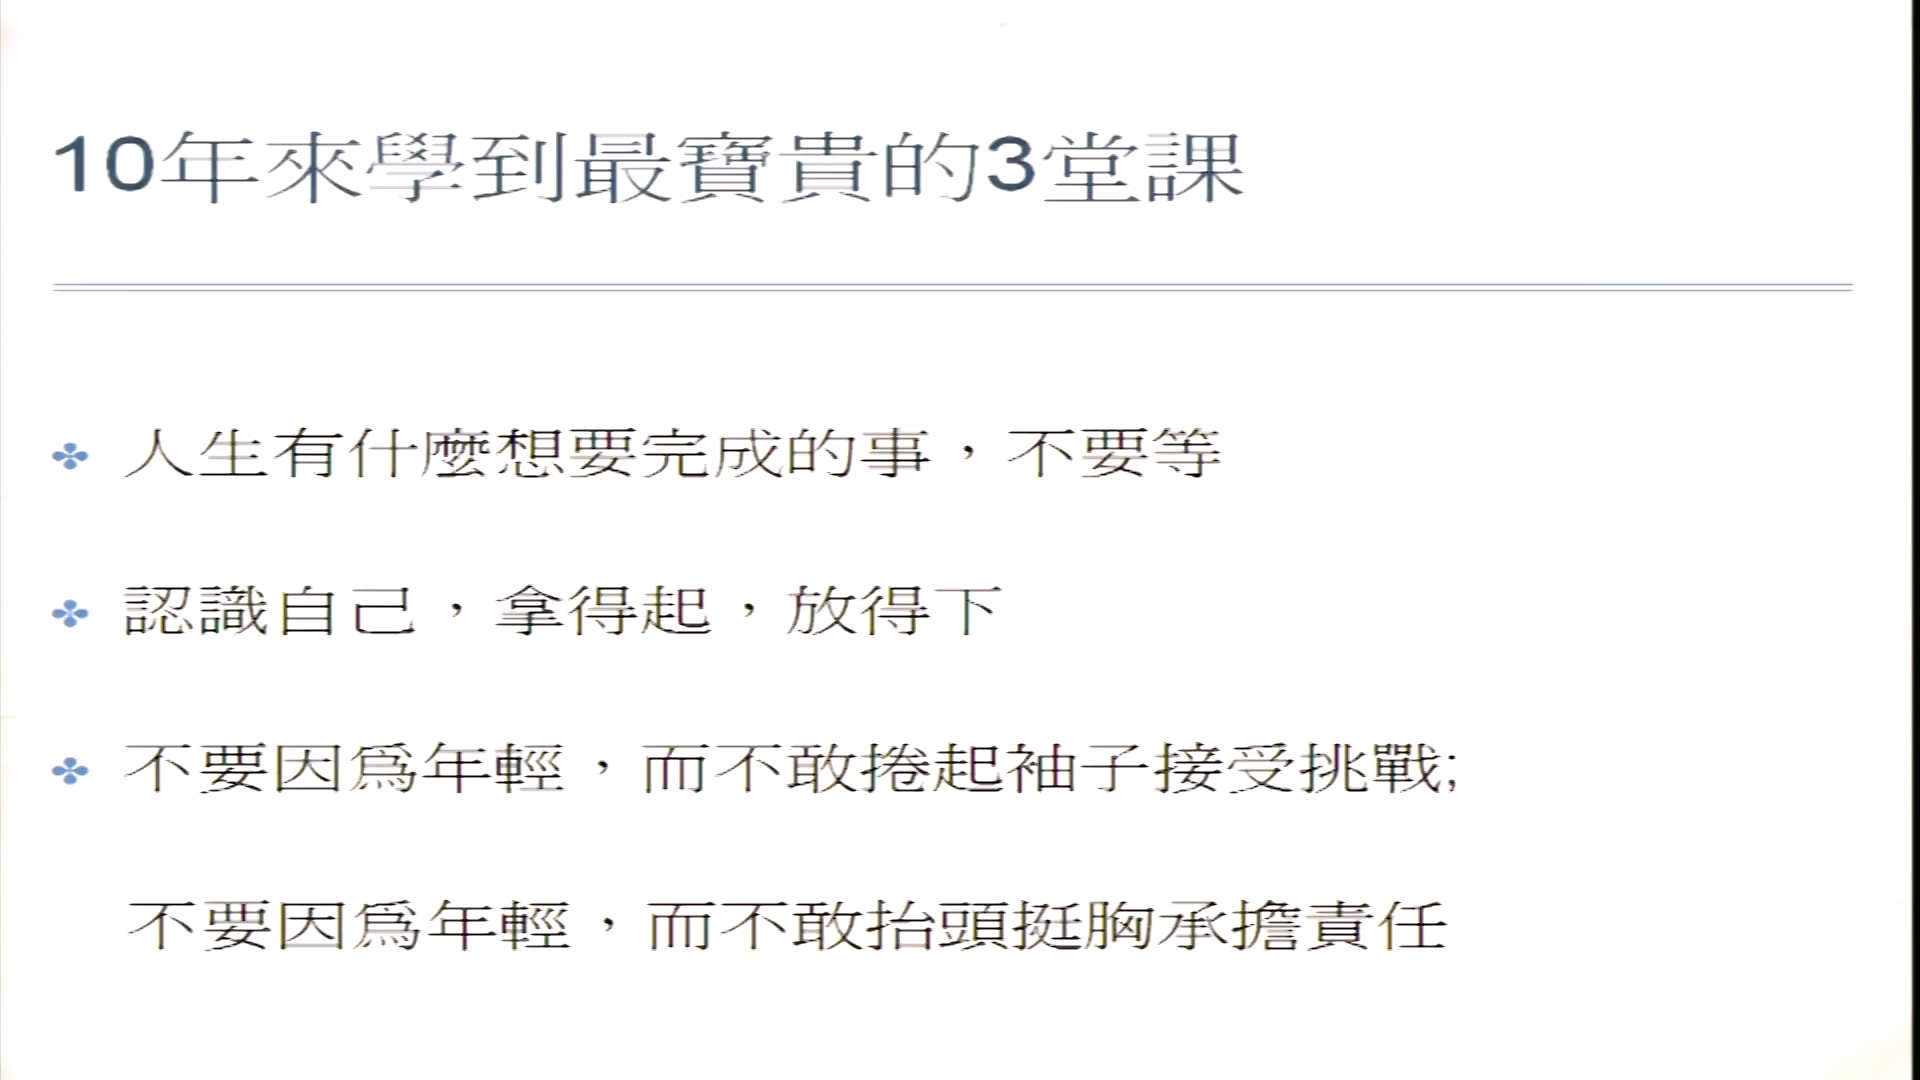 10年來學到最寶貴的3堂課
人生有什麼想要完成的事，不要等
認識自己，拿得起，放得下
不要因爲年輕，而不敢捲起袖子接受挑戰;
不要因爲年輕，而不敢抬頭挺胸承擔責任